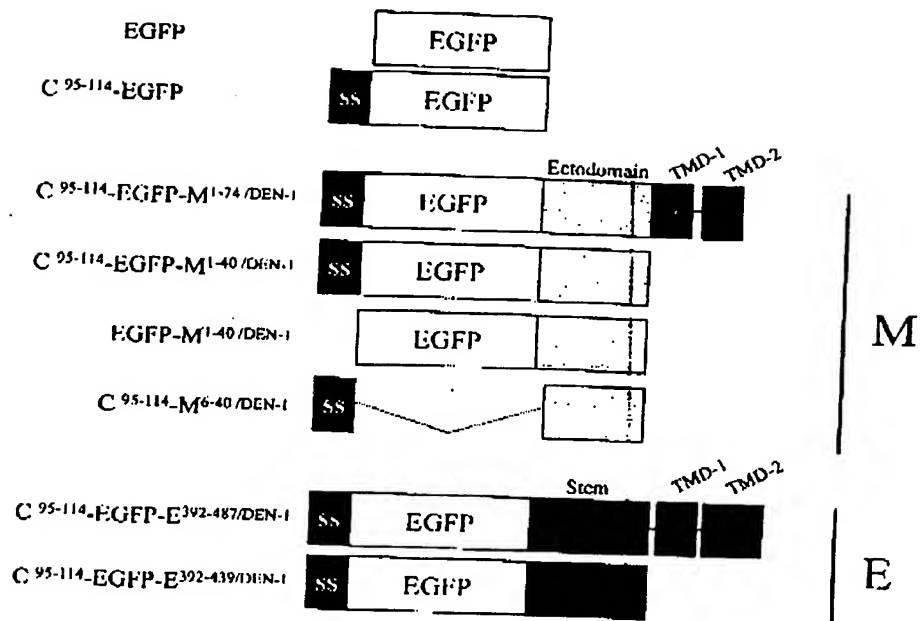 EGFP EGFP
C 95-114-EGFP SS EGFP
Ectodomain TMD-1 TMD-2
C 95-114-EGFP-M1-74/DEN-1 SS EGFP
C 95-114-EGFP-M1-40/DEN-1 SS EGFP
EGFP-M1-40/DEN-1 EGFP
M
C 95-114-M6-40/DEN-1 SS
Stem TMD-1 TMD-2
C 95-114-EGFP-E392-487/DEN-1 SS EGFP
C 95-114-EGFP-E392-439/DEN-1 SS EGFP
E